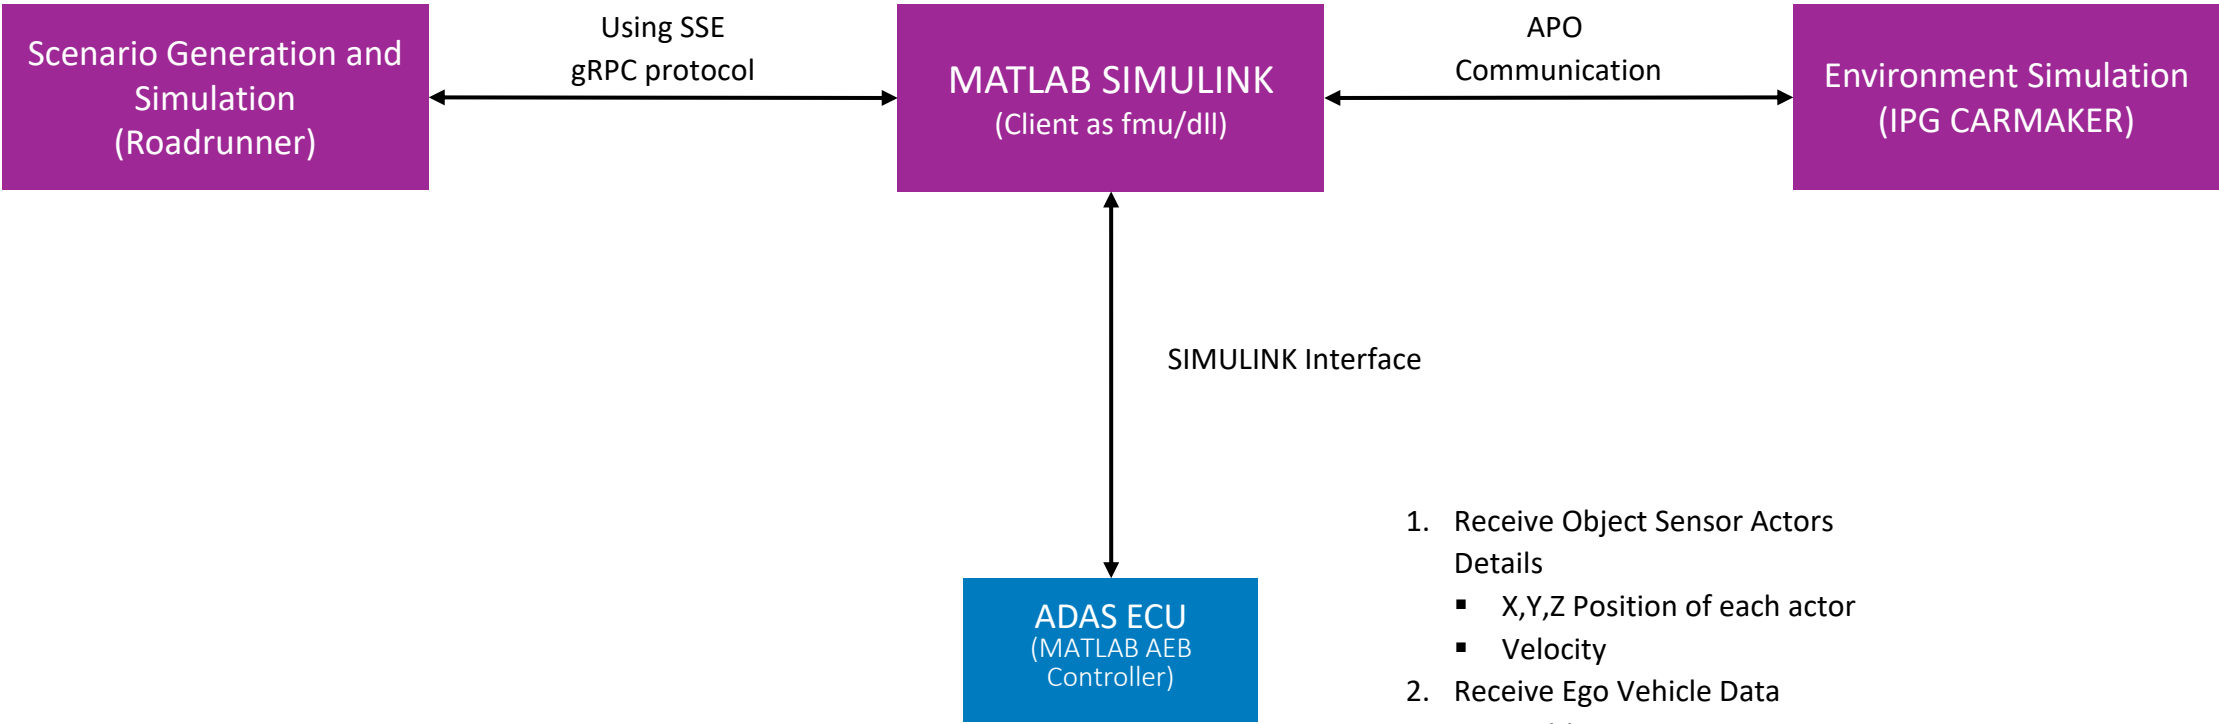 Scenario Generation and
Simulation
(Roadrunner)
Using SSE
gRPC protocol
MATLAB SIMULINK
(Client as fmu/dll)
APO
Communication
Environment Simulation
(IPG CARMAKER)
SIMULINK Interface
ADAS ECU
(MATLAB AEB
Controller)
1. Receive Object Sensor Actors
Details
▪ X,Y,Z Position of each actor
▪ Velocity
2. Receive Ego Vehicle Data